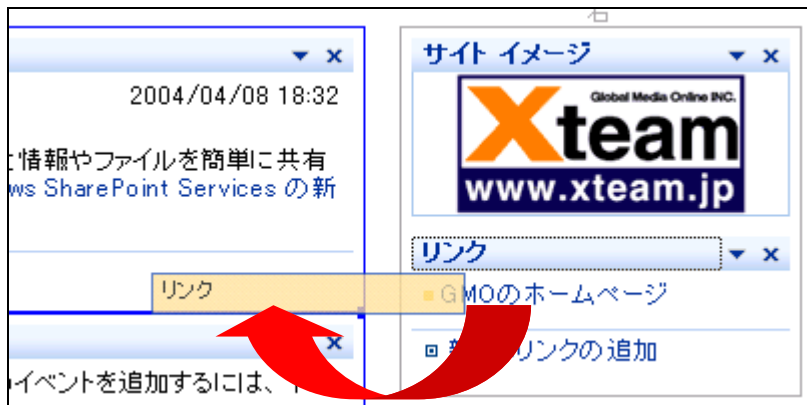 右
2004/04/08 18:32
情報やファイルを簡単に共有
ws SharePoint Services の新
イベントを追加するには、
サイト イメージ
Global Media Online INC.
Xteam
www.xteam.jp
リンク
リンク
GMOのホームページ
リンクの追加